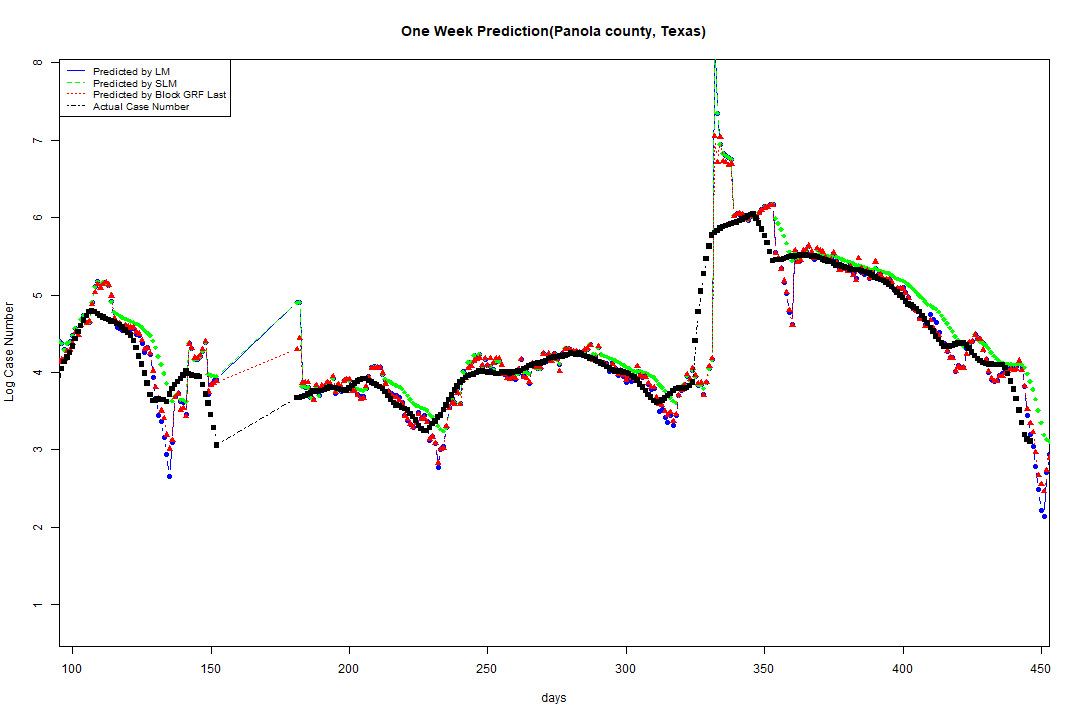 One Week Prediction(Panola county, Texas)
Predicted by LM
Predicted by SLM
Predicted by Block GRF Last
Actual Case Number
Log Case Number
8
7
6
5
4
3
2
1
100 150 200 250 300 350 400 450
days